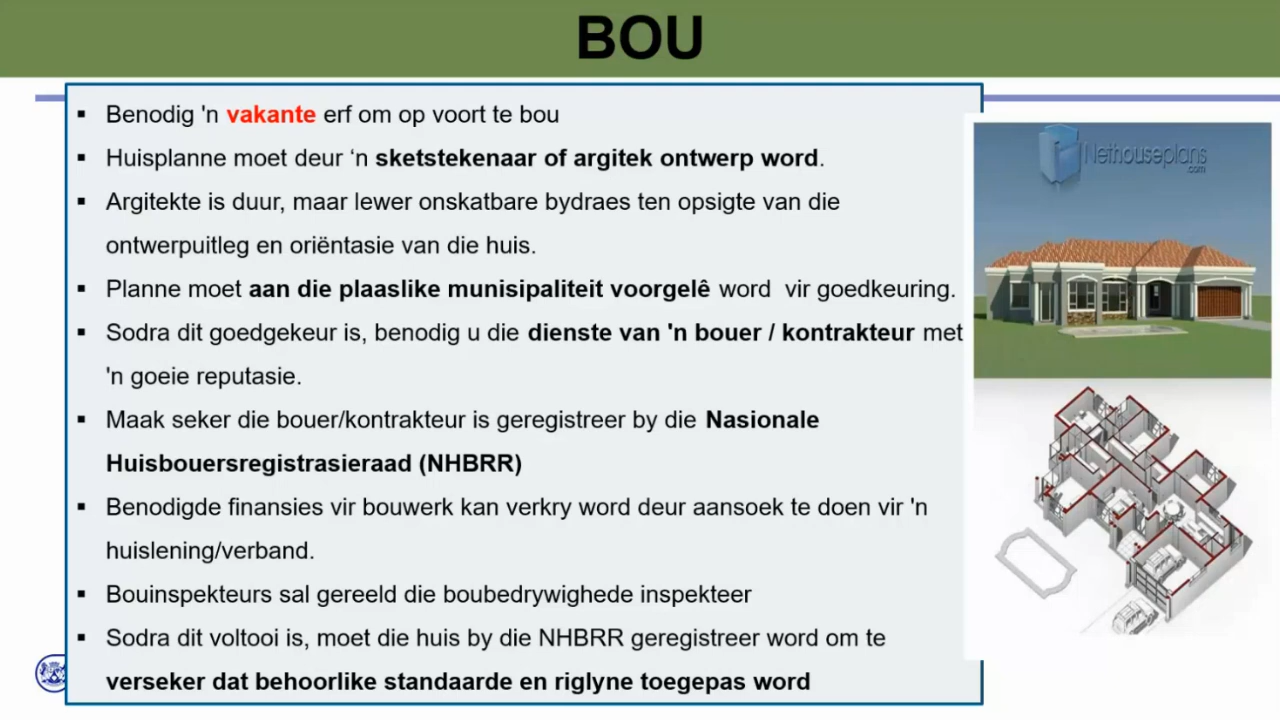 BOU
▪ Benodig 'n vakante erf om op voort te bou
▪ Huisplanne moet deur ‘n sketstekenaar of argitek ontwerp word.
▪ Argitekte is duur, maar lewer onskatbare bydraes ten opsigte van die
ontwerpuitleg en oriëntasie van die huis.
▪ Planne moet aan die plaaslike munisipaliteit voorgelê word vir goedkeuring.
▪ Sodra dit goedgekeur is, benodig u die dienste van 'n bouer / kontrakteur met
'n goeie reputasie.
▪ Maak seker die bouer/kontrakteur is geregistreer by die Nasionale
Huisbouersregistrasieraad (NHBRR)
▪ Benodigde finansies vir bouwerk kan verkry word deur aansoek te doen vir 'n
huislening/verband.
▪ Bouinspekteurs sal gereeld die boubedrywighede inspekteer
▪ Sodra dit voltooi is, moet die huis by die NHBRR geregistreer word om te
verseker dat behoorlike standaarde en riglyne toegepas word
Nethouseplans
.com